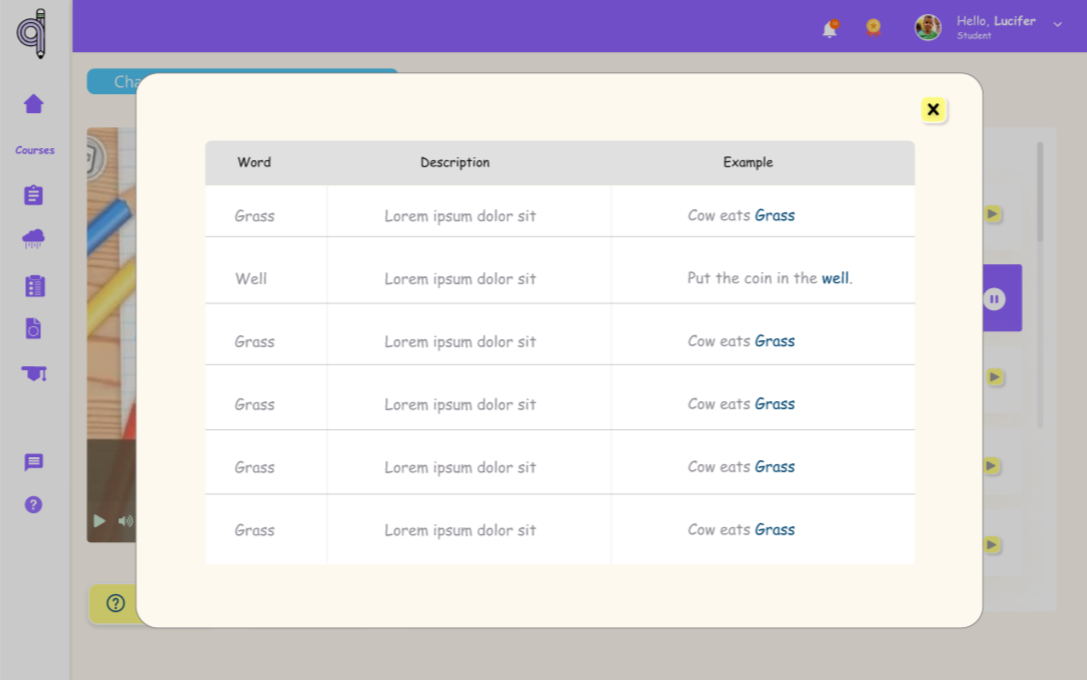 Hello, Lucifer
Student
Courses
Cha
Word Description Example
Grass Lorem ipsum dolor sit Cow eats Grass
Well Lorem ipsum dolor sit Put the coin in the well.
Grass Lorem ipsum dolor sit Cow eats Grass
Grass Lorem ipsum dolor sit Cow eats Grass
Grass Lorem ipsum dolor sit Cow eats Grass
Grass Lorem ipsum dolor sit Cow eats Grass